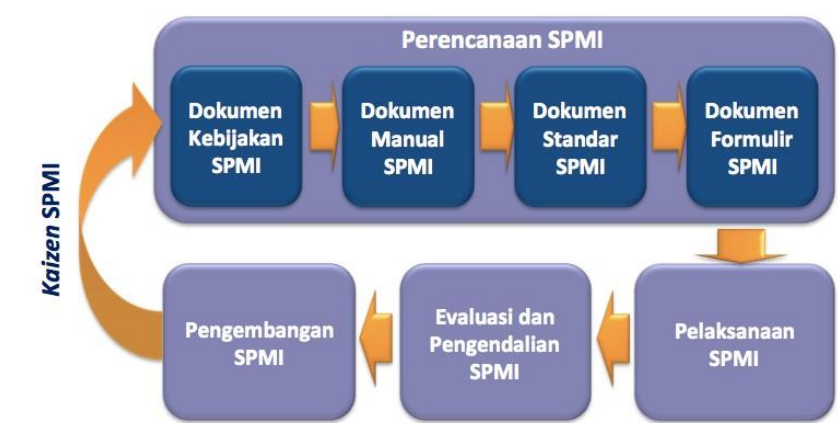 Perencanaan SPMI
Dokumen
Kebijakan
SPMI
Dokumen
Manual
SPMI
Dokumen
Standar
SPMI
Dokumen
Formulir
SPMI
Kaizen SPMI
Pengembangan
SPMI
Evaluasi dan
Pengendalian
SPMI
Pelaksanaan
SPMI